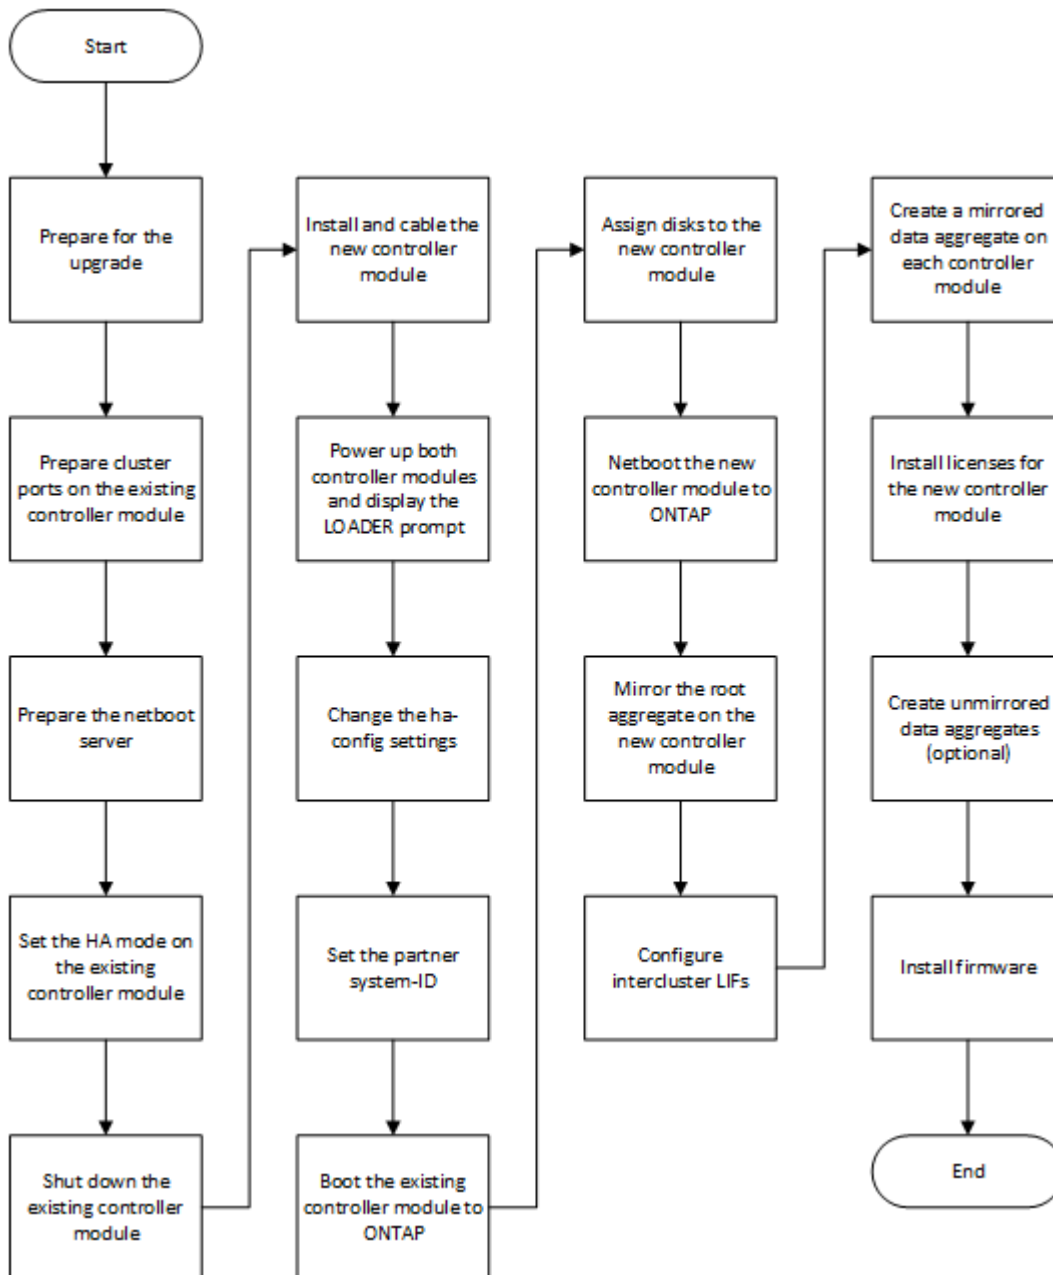 Start
Prepare for the
upgrade
Prepare cluster
ports on the existing
controller module
Prepare the netboot
server
Set the HA mode on
the existing
controller module
Shut down the
existing controller
module
Install and cable the
new controller
module
Power up both
controller modules
and display the
LOADER prompt
Change the ha-
config settings
Set the partner
system-ID
Boot the existing
controller module to
ONTAP
Assign disks to the
new controller
module
Netboot the new
controller module to
ONTAP
Mirror the root
aggregate on the
new controller
module
Configure
intercluster LIFs
Create a mirrored
data aggregate on
each controller
module
Install licenses for
the new controller
module
Create unmirrored
data aggregates
(optional)
Install firmware
End